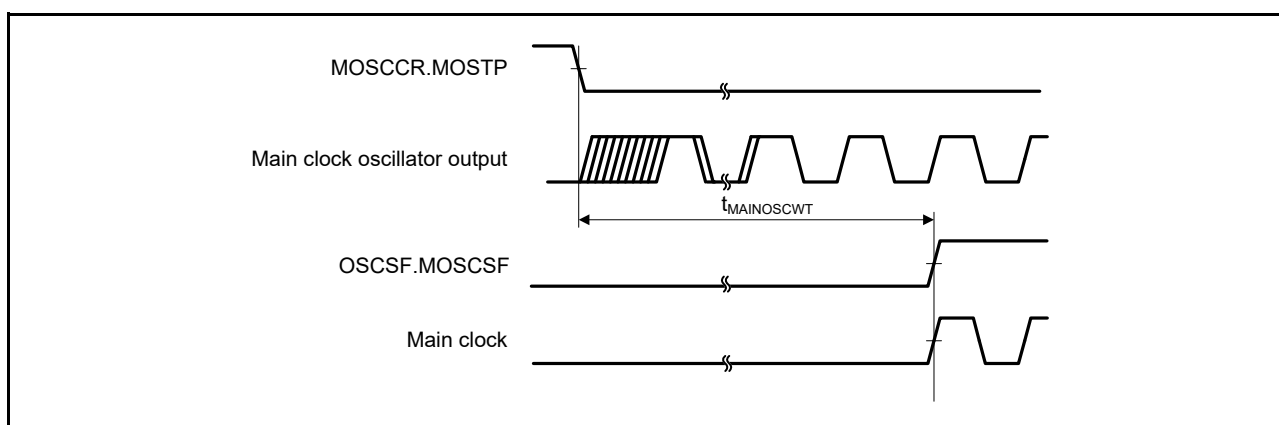 MOSCCR.MOSTP
Main clock oscillator output
tMAINOSCWT
OSCSF.MOSCSF
Main clock